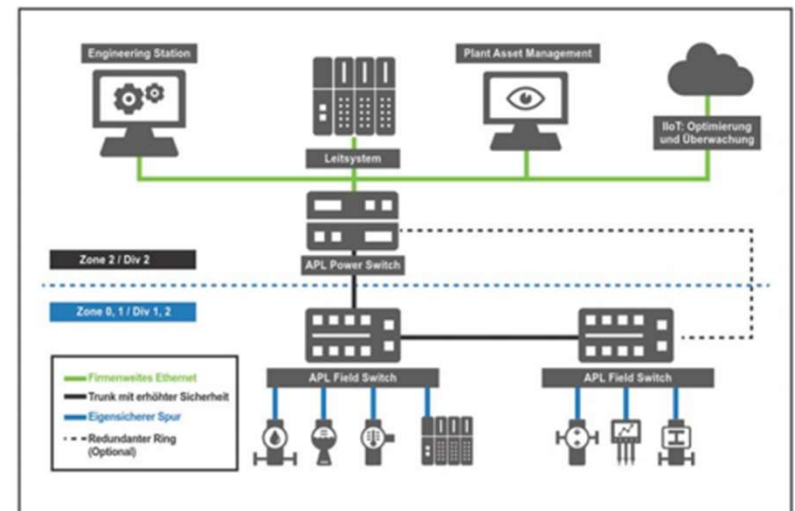 Engineering Station
Plant Asset Management
IIoT: Optimierung
und Überwachung
Leitsystem
APL Power Switch
Zone 2 / Div 2
Zone 0, 1 / Div 1, 2
APL Field Switch
APL Field Switch
Firmenweites Ethernet
Trunk mit erhöhter Sicherheit
Eigensicherer Spur
Redundanter Ring
(Optional)